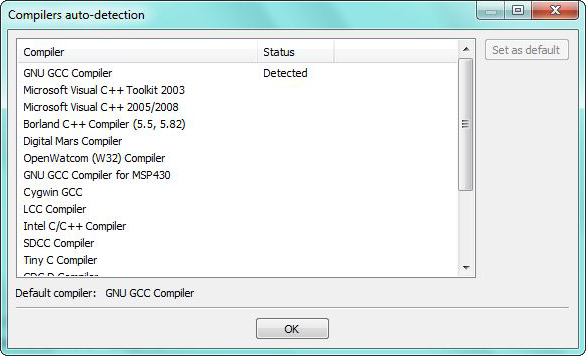 Compilers auto-detection
Compiler Status
Set as default
GNU GCC Compiler Detected
Microsoft Visual C++ Toolkit 2003
Microsoft Visual C++ 2005/2008
Borland C++ Compiler (5.5, 5.82)
Digital Mars Compiler
OpenWatcom (W32) Compiler
GNU GCC Compiler for MSP430
Cygwin GCC
LCC Compiler
Intel C/C++ Compiler
SDCC Compiler
Tiny C Compiler
GDC D Compiler
Default compiler: GNU GCC Compiler
OK